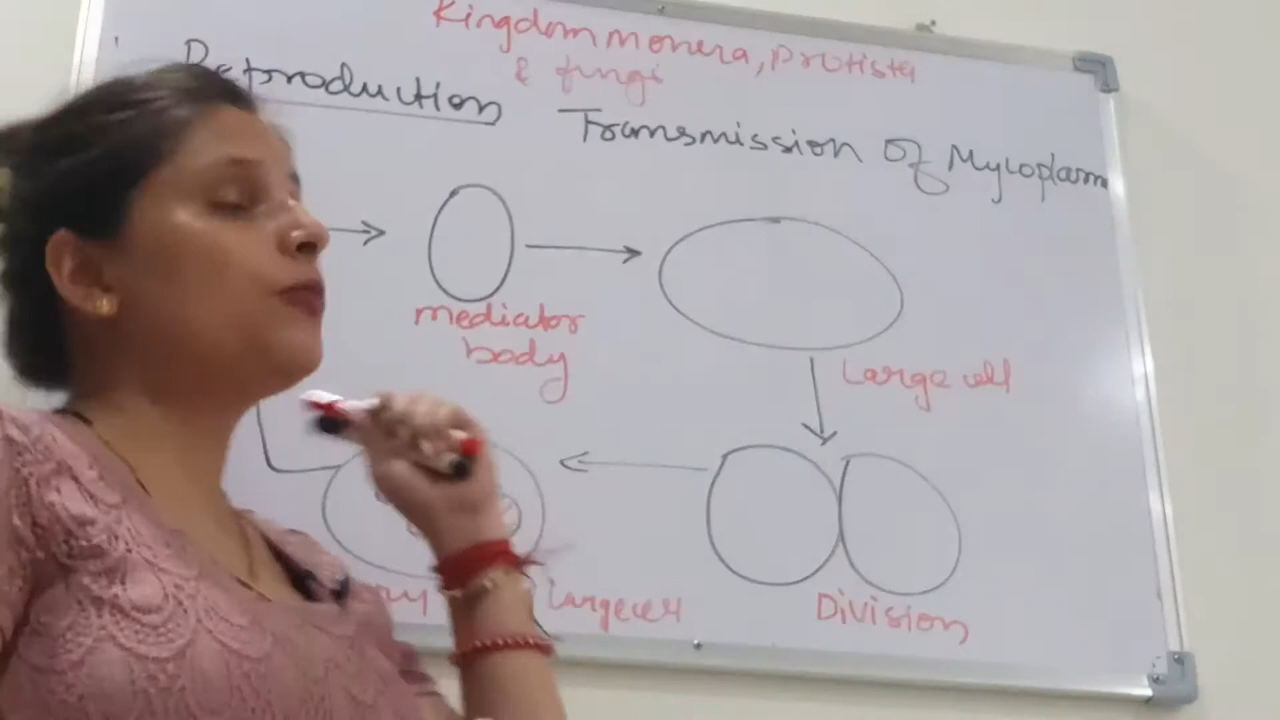 Kingdom monera, protista
& fungi
Reproduction
Transmission Of Mycoplasm
mediator
body
Large cell
Large cell
Division